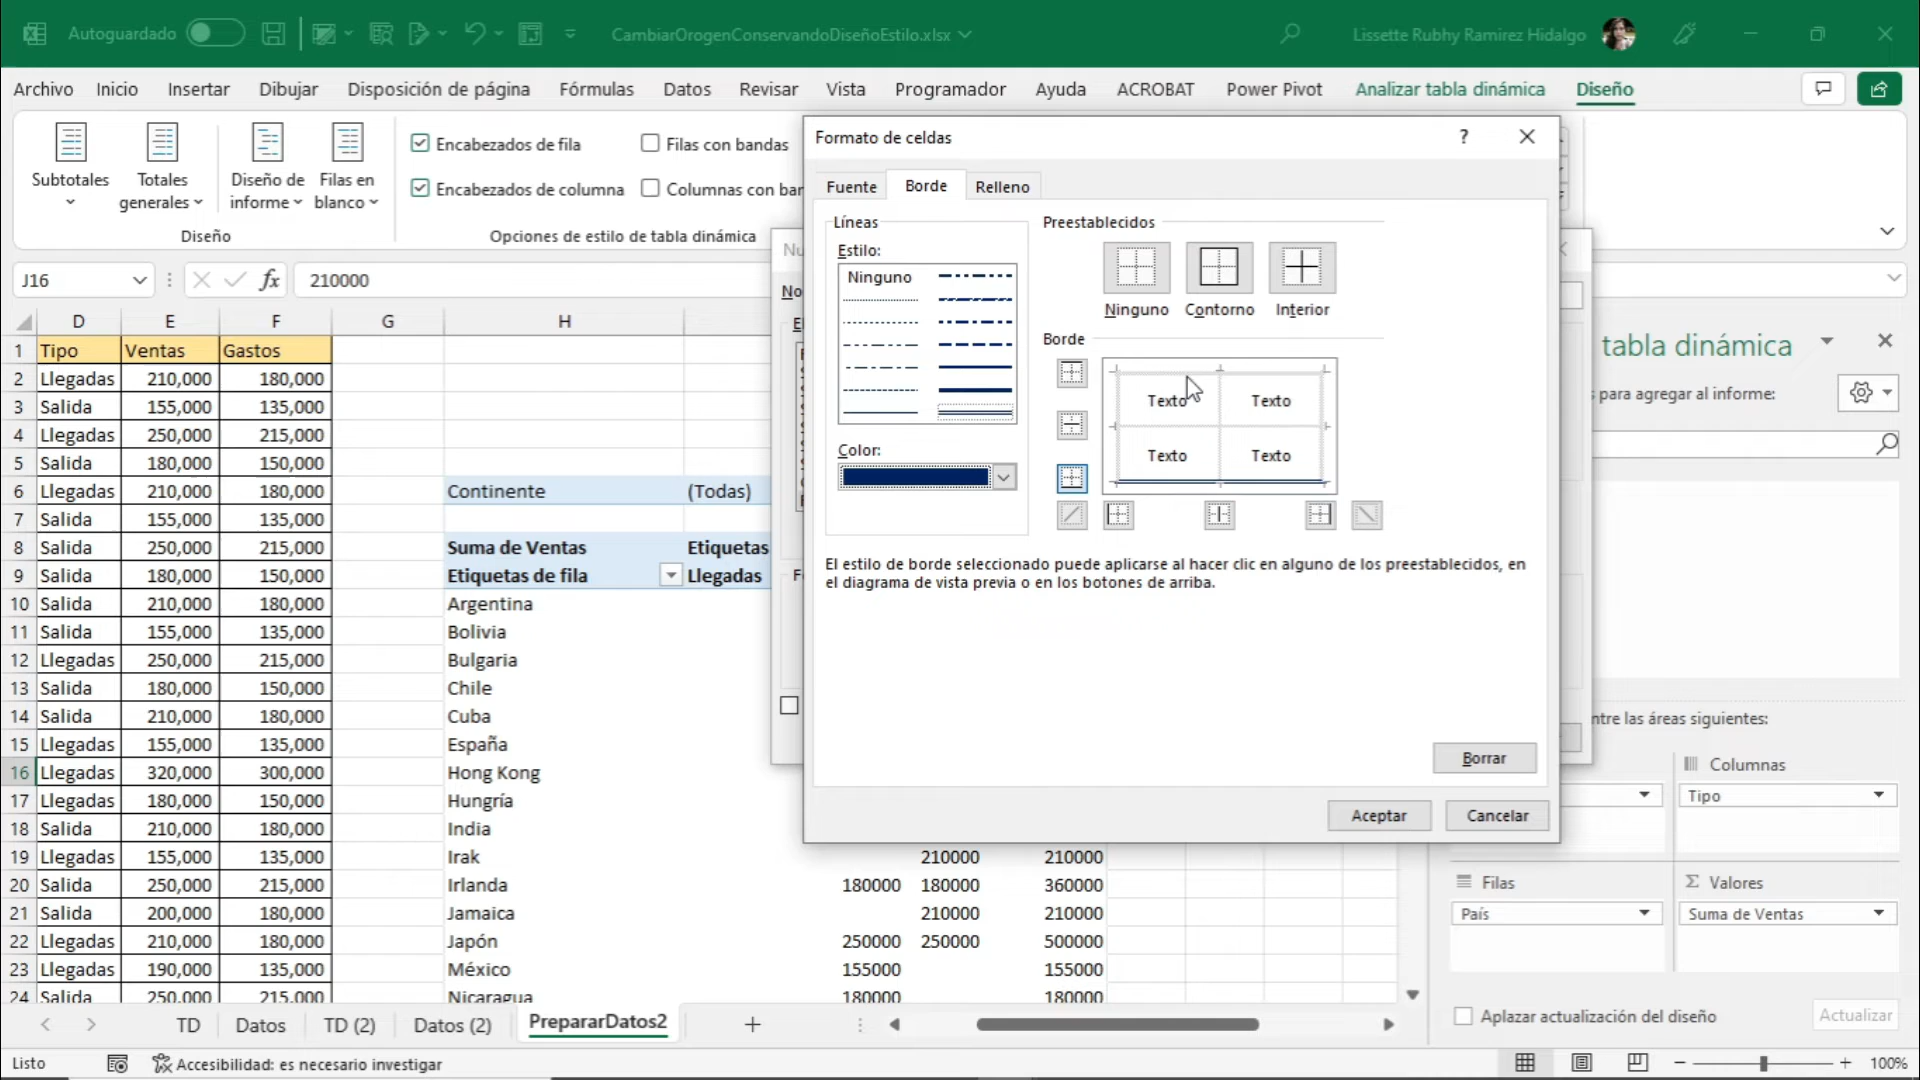 Autoguardado
CambiarOrogenConservandoDiseñoEstilo.xlsx
Lissette Rubhy Ramirez Hidalgo
Archivo Inicio Insertar Dibujar Disposición de página Fórmulas Datos Revisar Vista Programador Ayuda ACROBAT Power Pivot Analizar tabla dinámica Diseño
Subtotales
Totales generales
Diseño de informe
Filas en blanco
Diseño
Encabezados de fila
Filas con bandas
Encabezados de columna
Columnas con ban
Opciones de estilo de tabla dinámica
J16
fx
210000
D E F G H
1 Tipo Ventas Gastos
2 Llegadas 210,000 180,000
3 Salida 155,000 135,000
4 Llegadas 250,000 215,000
5 Salida 180,000 150,000
6 Llegadas 210,000 180,000 Continente (Todas)
7 Salida 155,000 135,000
8 Salida 250,000 215,000 Suma de Ventas Etiquetas
9 Salida 180,000 150,000 Etiquetas de fila Llegadas
10 Salida 210,000 180,000 Argentina
11 Salida 155,000 135,000 Bolivia
12 Llegadas 250,000 215,000 Bulgaria
13 Salida 180,000 150,000 Chile
14 Salida 210,000 180,000 Cuba
15 Llegadas 155,000 135,000 España
16 Llegadas 320,000 300,000 Hong Kong
17 Llegadas 180,000 150,000 Hungría
18 Salida 210,000 180,000 India
19 Llegadas 155,000 135,000 Irak 210000 210000
20 Salida 250,000 215,000 Irlanda 180000 180000 360000
21 Salida 200,000 180,000 Jamaica 210000 210000
22 Llegadas 210,000 180,000 Japón 250000 250000 500000
23 Llegadas 190,000 135,000 México 155000 155000
24 Salida 250,000 215,000 Nicaragua 180000 180000
Formato de celdas
?
Fuente Borde Relleno
Líneas
Estilo:
Ninguno
Color:
Preestablecidos
Ninguno Contorno Interior
Borde
Texto Texto
Texto Texto
El estilo de borde seleccionado puede aplicarse al hacer clic en alguno de los preestablecidos, en
el diagrama de vista previa o en los botones de arriba.
Borrar
Aceptar Cancelar
Nu
No
tabla dinámica
para agregar al informe:
ntre las áreas siguientes:
Columnas
Tipo
Filas
País
Σ Valores
Suma de Ventas
Aplazar actualización del diseño
Actualizar
TD Datos TD (2) Datos (2) PrepararDatos2
Listo
Accesibilidad: es necesario investigar
100%